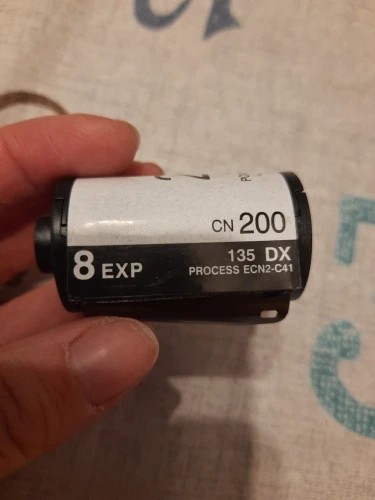 CN 200
8 EXP
135 DX
PROCESS ECN2-C41